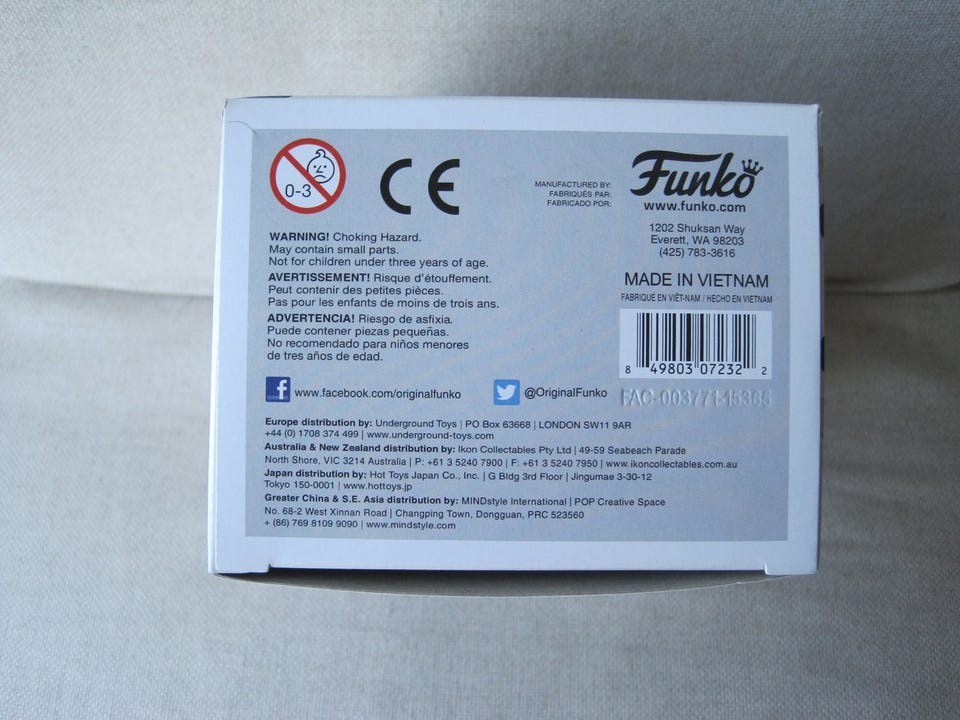 0-3
CE
MANUFACTURED BY:
FABRIQUÉS PAR:
FABRICADO POR:
Funko
www.funko.com
1202 Shuksan Way
Everett, WA 98203
(425) 783-3616
MADE IN VIETNAM
FABRIQUÉ EN VIÊT-NAM / HECHO EN VIETNAM
8 49803 07232 2
WARNING! Choking Hazard.
May contain small parts.
Not for children under three years of age.
AVERTISSEMENT! Risque d'étouffement.
Peut contenir des petites pièces.
Pas pour les enfants de moins de trois ans.
ADVERTENCIA! Riesgo de asfixia.
Puede contener piezas pequeñas.
No recomendado para niños menores
de tres años de edad.
f www.facebook.com/originalfunko
@OriginalFunko
Europe distribution by: Underground Toys | PO Box 63668 | LONDON SW11 9AR
+44 (0) 1708 374 499 | www.underground-toys.com
Australia & New Zealand distribution by: Ikon Collectables Pty Ltd | 49-59 Seabeach Parade
North Shore, VIC 3214 Australia | P: +61 3 5240 7900 | F: +61 3 5240 7950 | www.ikoncollectables.com.au
Japan distribution by: Hot Toys Japan Co., Inc. | G Bldg 3rd Floor | Jingumae 3-30-12
Tokyo 150-0001 | www.hottoys.jp
Greater China & S.E. Asia distribution by: MINDstyle International | POP Creative Space
No. 68-2 West Xinnan Road | Changping Town, Dongguan, PRC 523560
+ (86) 769 8109 9090 | www.mindstyle.com